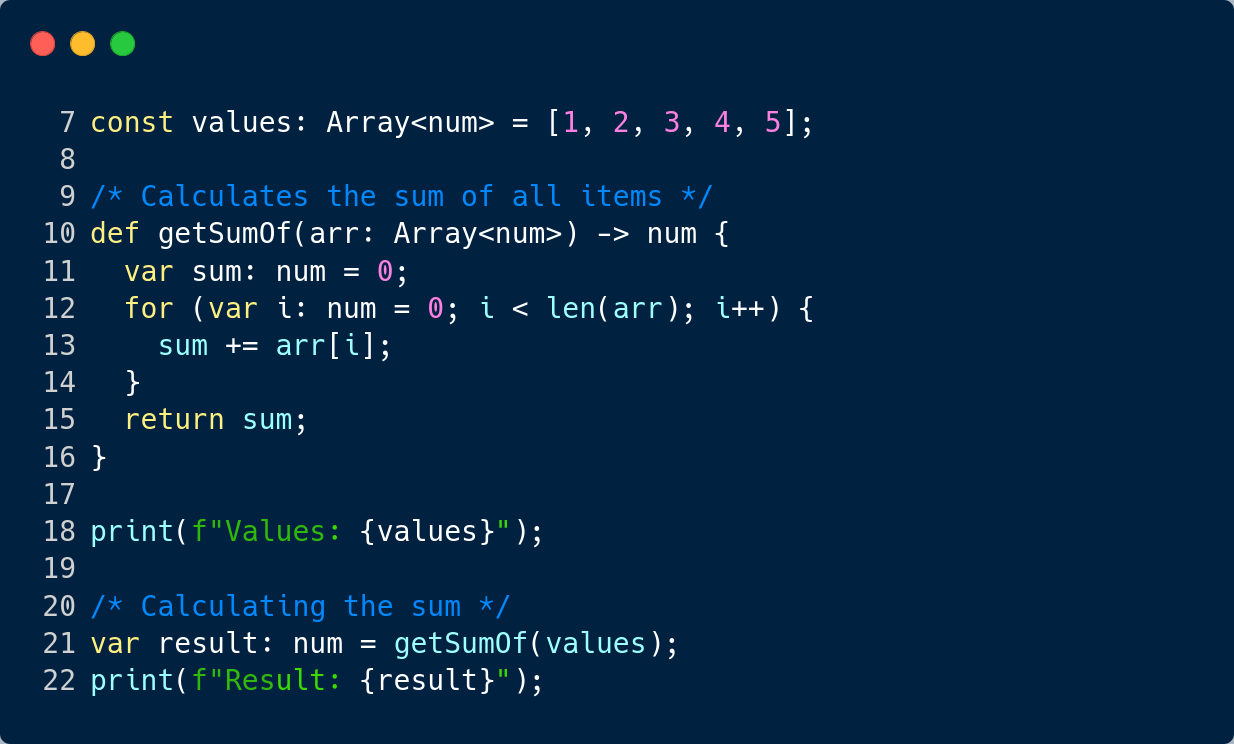 7 const values: Array<num> = [1, 2, 3, 4, 5];
8
9 /* Calculates the sum of all items */
10 def getSumOf(arr: Array<num>) -> num {
11   var sum: num = 0;
12   for (var i: num = 0; i < len(arr); i++) {
13     sum += arr[i];
14   }
15   return sum;
16 }
17
18 print(f"Values: {values}");
19
20 /* Calculating the sum */
21 var result: num = getSumOf(values);
22 print(f"Result: {result}");